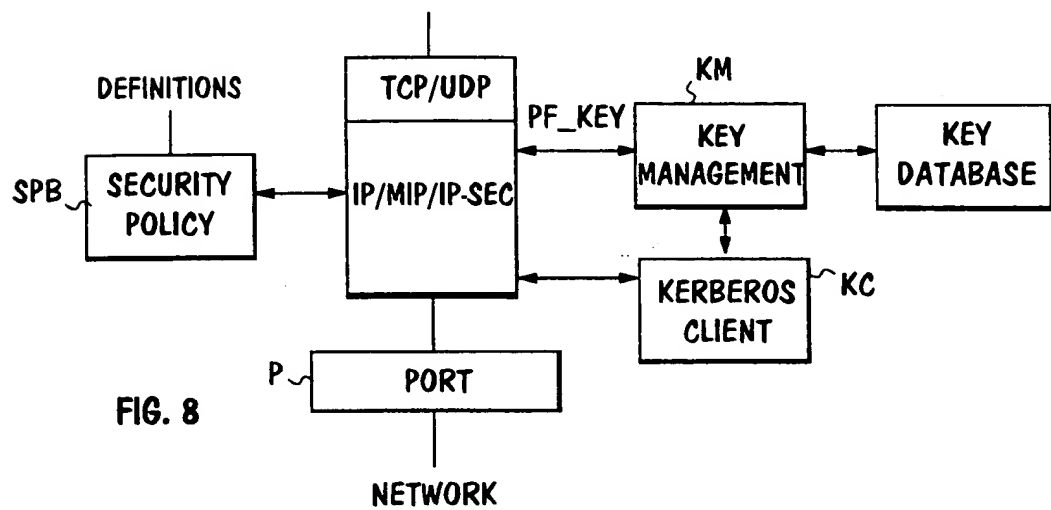 DEFINITIONS
SPB
SECURITY
POLICY
TCP/UDP
IP/MIP/IP-SEC
PF_KEY
KM
KEY
MANAGEMENT
KEY
DATABASE
KERBEROS
CLIENT
KC
P
PORT
NETWORK
FIG. 8